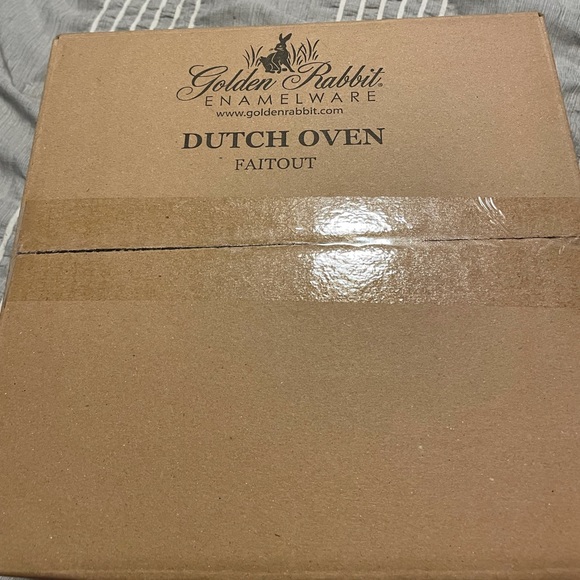 Golden Rabbit®
ENAMELWARE
www.goldenrabbit.com
DUTCH OVEN
FAITOUT